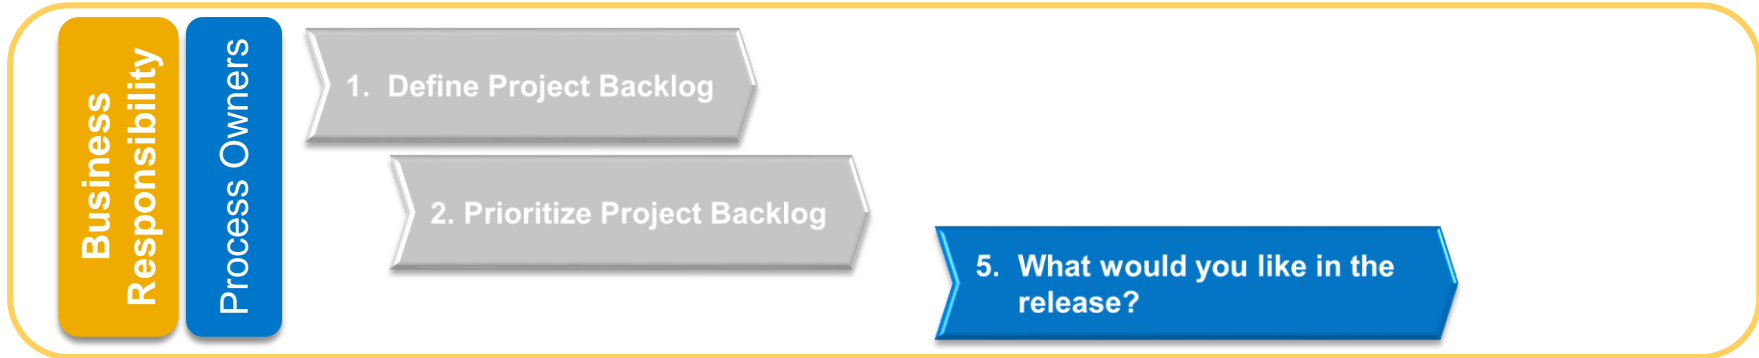 Business
Responsibility
Process Owners
1. Define Project Backlog
2. Prioritize Project Backlog
5. What would you like in the
release?